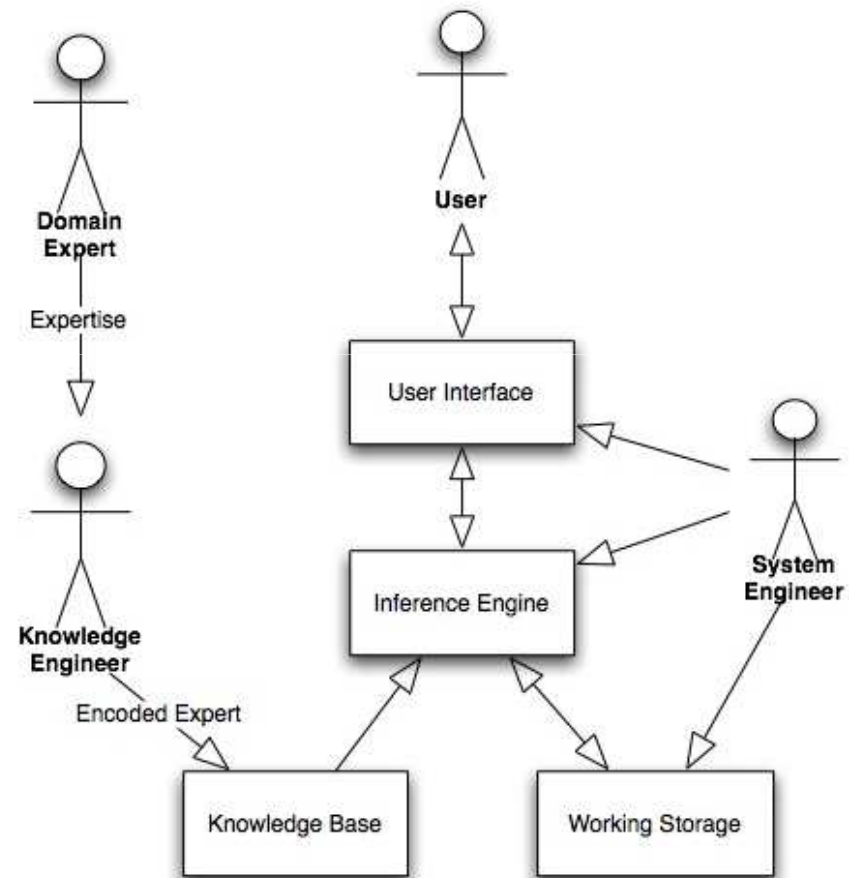 User
Domain
Expert
Expertise
User Interface
System
Engineer
Inference Engine
Knowledge
Engineer
Encoded Expert
Knowledge Base
Working Storage